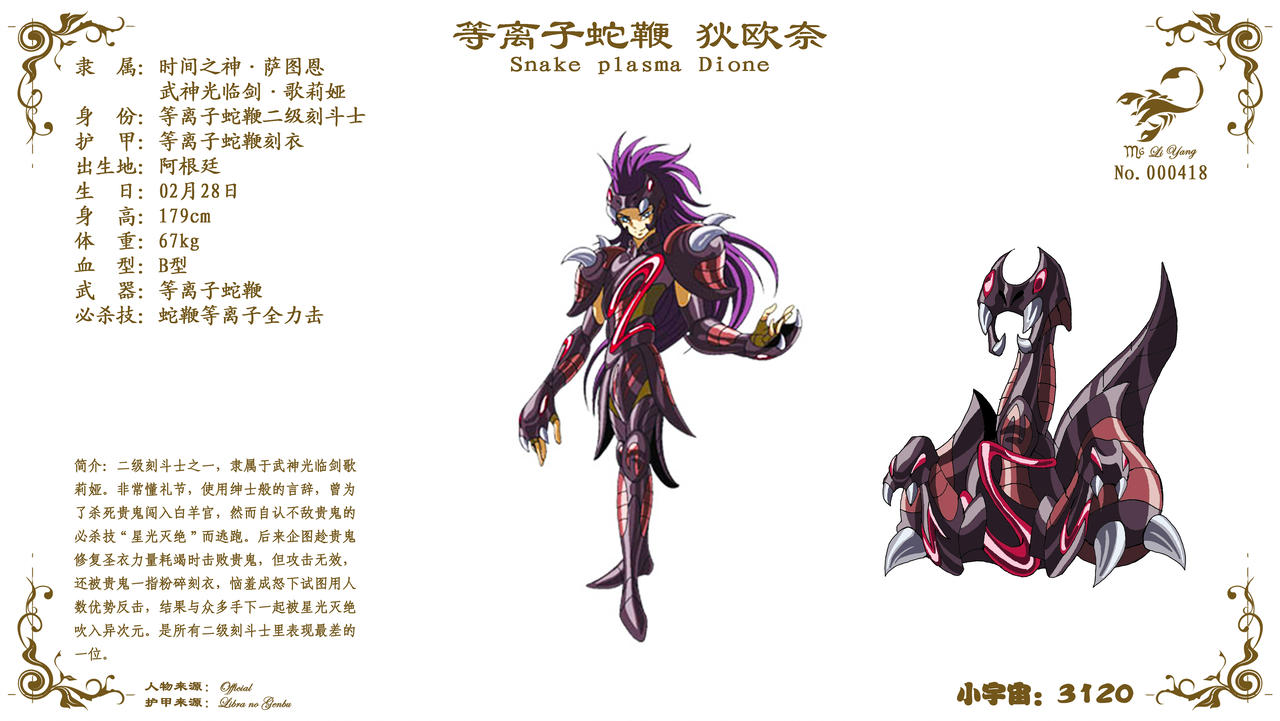 等离子蛇鞭 狄欧奈
Snake plasma Dione
隶 属：时间之神·萨图恩
武神光临剑·歌莉娅
身 份：等离子蛇鞭二级刻斗士
护 甲：等离子蛇鞭刻衣
出生地：阿根廷
生 日：02月28日
身 高：179cm
体 重：67kg
血 型：B型
武 器：等离子蛇鞭
必杀技：蛇鞭等离子全力击
Mc Li Yang
No.000418
简介：二级刻斗士之一，隶属于武神光临剑歌
莉娅。非常懂礼节，使用绅士般的言辞，曾为
了杀死贵鬼闯入白羊宫，然而自认不敌贵鬼的
必杀技“星光灭绝”而逃跑。后来企图趁贵鬼
修复圣衣力量耗竭时击败贵鬼，但攻击无效，
还被贵鬼一指粉碎刻衣，恼羞成怒下试图用人
数优势反击，结果与众多手下一起被星光灭绝
吹入异次元。是所有二级刻斗士里表现最差的
一位。
人物来源：Official
护甲来源：Libra no Genbu
小宇宙：3120